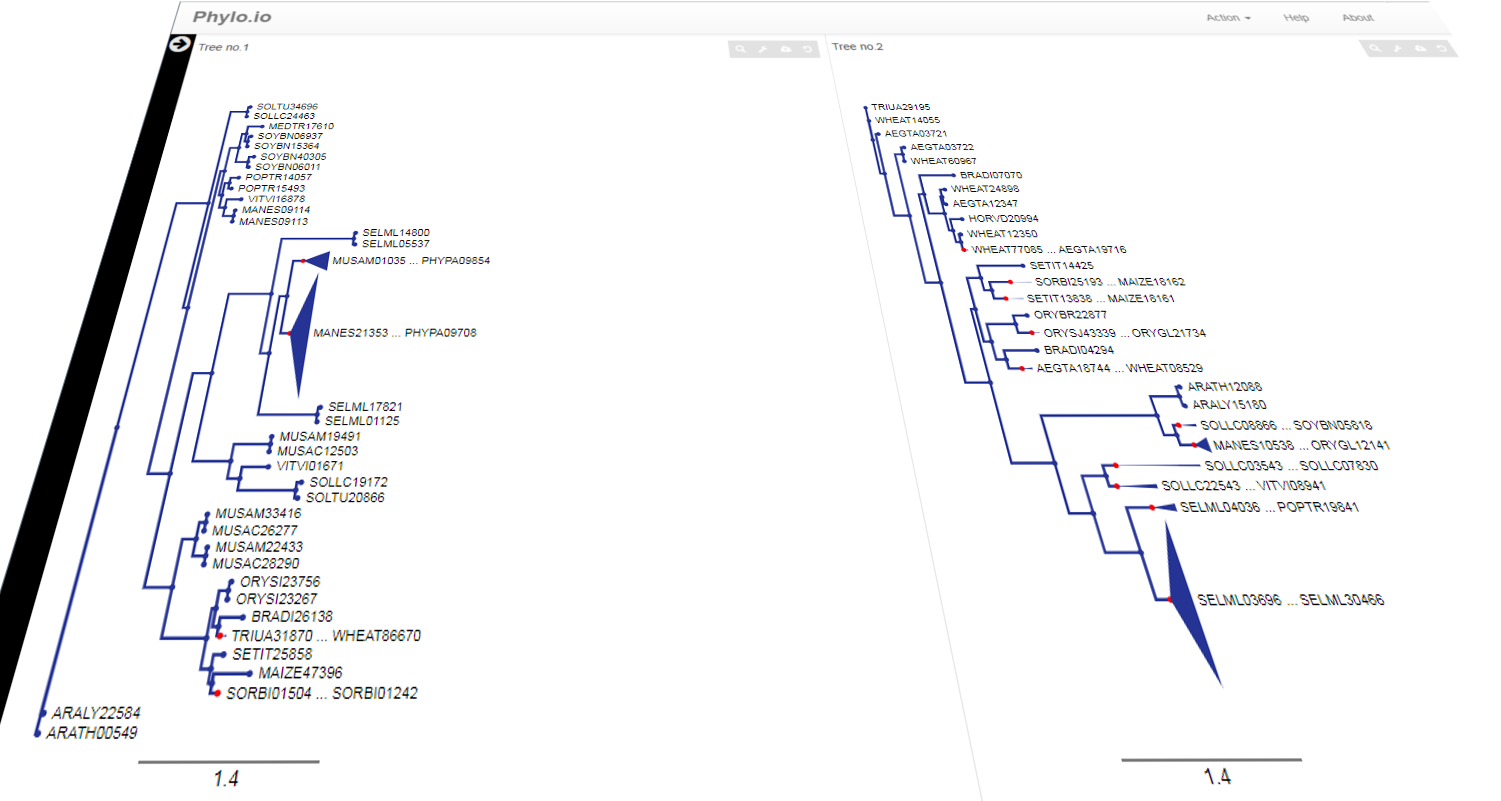 Phylo.io
Action Help About
Tree no.1
SOLTU34696
SOLLC24463
MEDTR17610
SOYBN06937
SOYBN15364
SOYBN40305
SOYBN06011
POPTR14057
POPTR15493
VITVI16878
MANES09114
MANES09113
SELML14800
SELML05537
MUSAM01035 ... PHYPA09854
MANES21353 ... PHYPA09708
SELML17821
SELML01125
MUSAM19491
MUSAC12503
VITVI01671
SOLLC19172
SOLTU20866
MUSAM33416
MUSAC26277
MUSAM22433
MUSAC28290
ORYSI23756
ORYSI23267
BRADI26138
TRIUA31870 ... WHEAT86670
SETIT25858
MAIZE47396
SORBI01504 ... SORBI01242
ARALY22584
ARATH00549
1.4
Tree no.2
TRIUA29195
WHEAT14055
AEGTA03721
AEGTA03722
WHEAT60967
BRADI07070
WHEAT24898
AEGTA12347
HORVD20994
WHEAT12350
WHEAT77085 ... AEGTA19716
SETIT14425
SORBI25193 ... MAIZE18162
SETIT13838 ... MAIZE18161
ORYBR22877
ORYSJ43339 ... ORYGL21734
BRADI04294
AEGTA18744 ... WHEAT08529
ARATH12088
ARALY15180
SOLLC08866 ... SOYBN05818
MANES10538 ... ORYGL12141
SOLLC03543 ... SOLLC07830
SOLLC22543 ... VITVI08941
SELML04036 ... POPTR19841
SELML03696 ... SELML30466
1.4